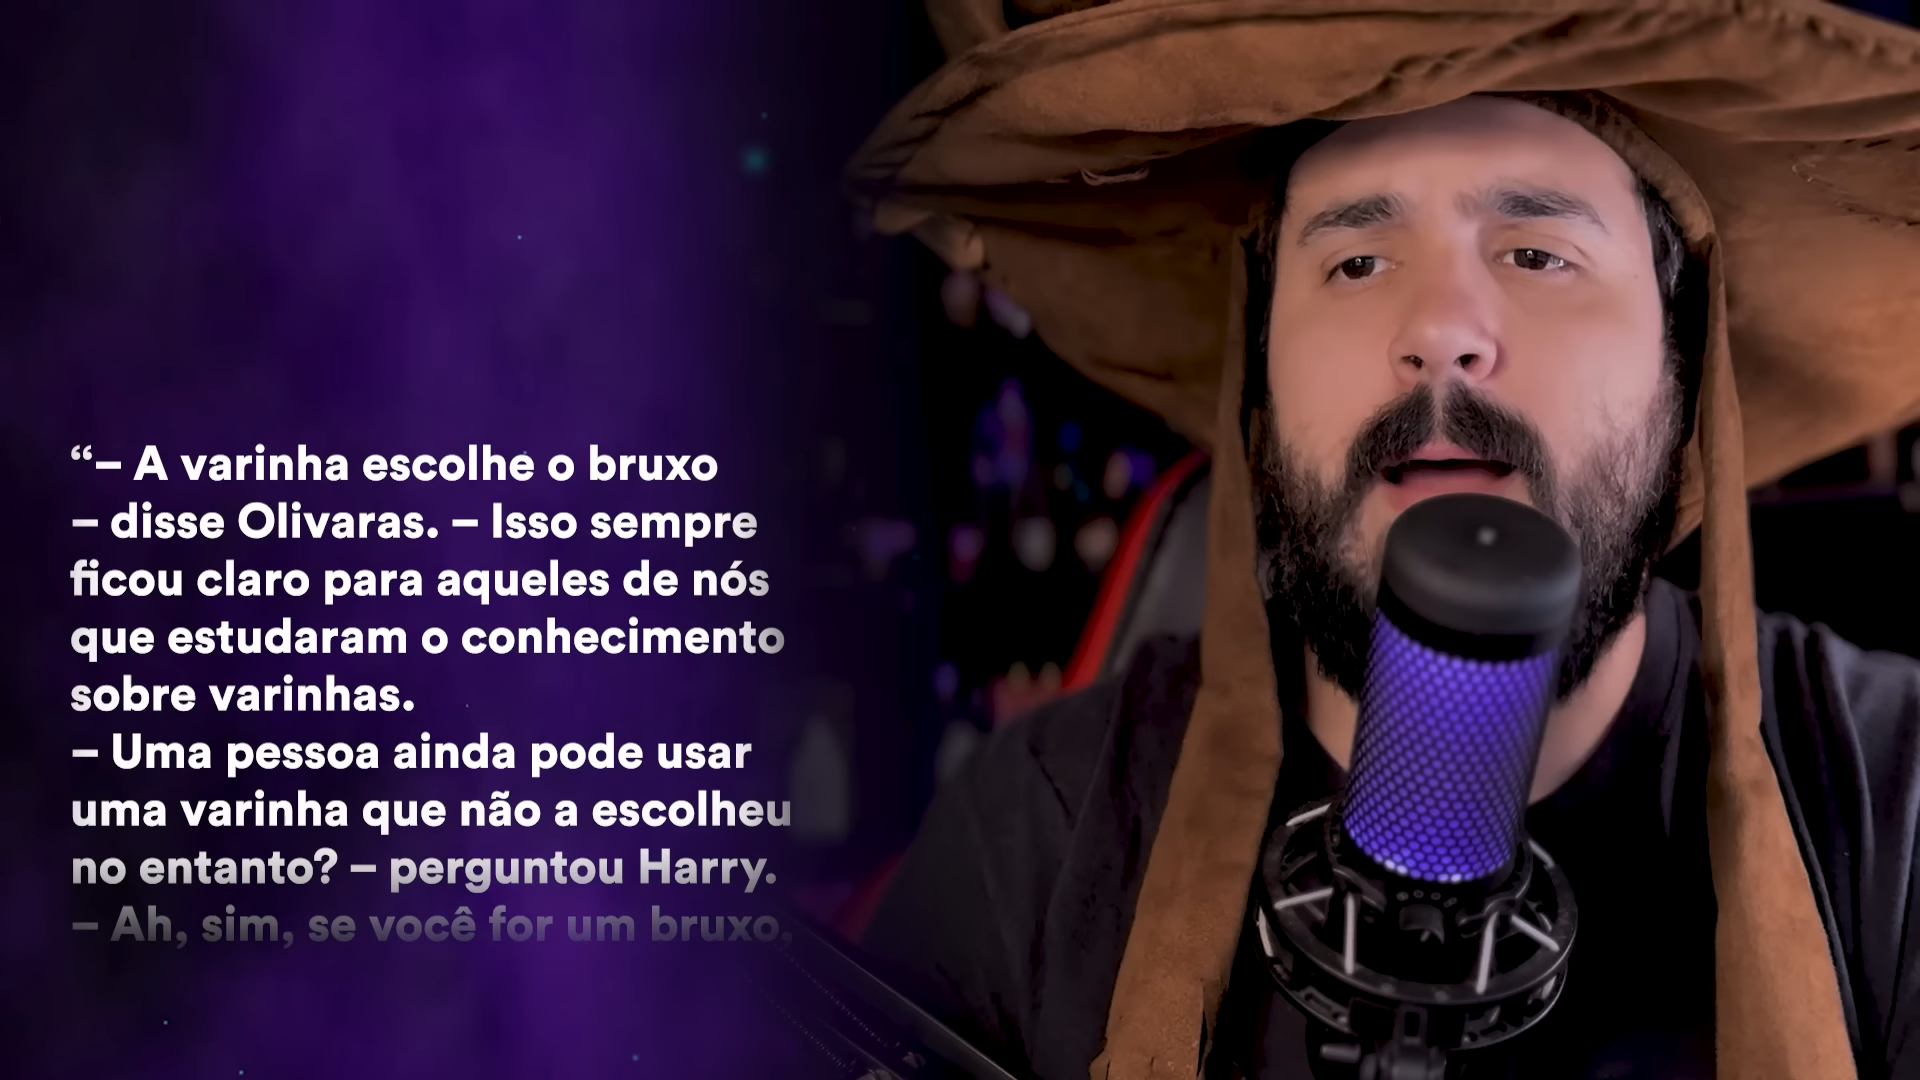 “– A varinha escolhe o bruxo
– disse Olivaras. – Isso sempre
ficou claro para aqueles de nós
que estudaram o conhecimento
sobre varinhas.
– Uma pessoa ainda pode usar
uma varinha que não a escolheu
no entanto? – perguntou Harry.
– Ah, sim, se você for um bruxo,